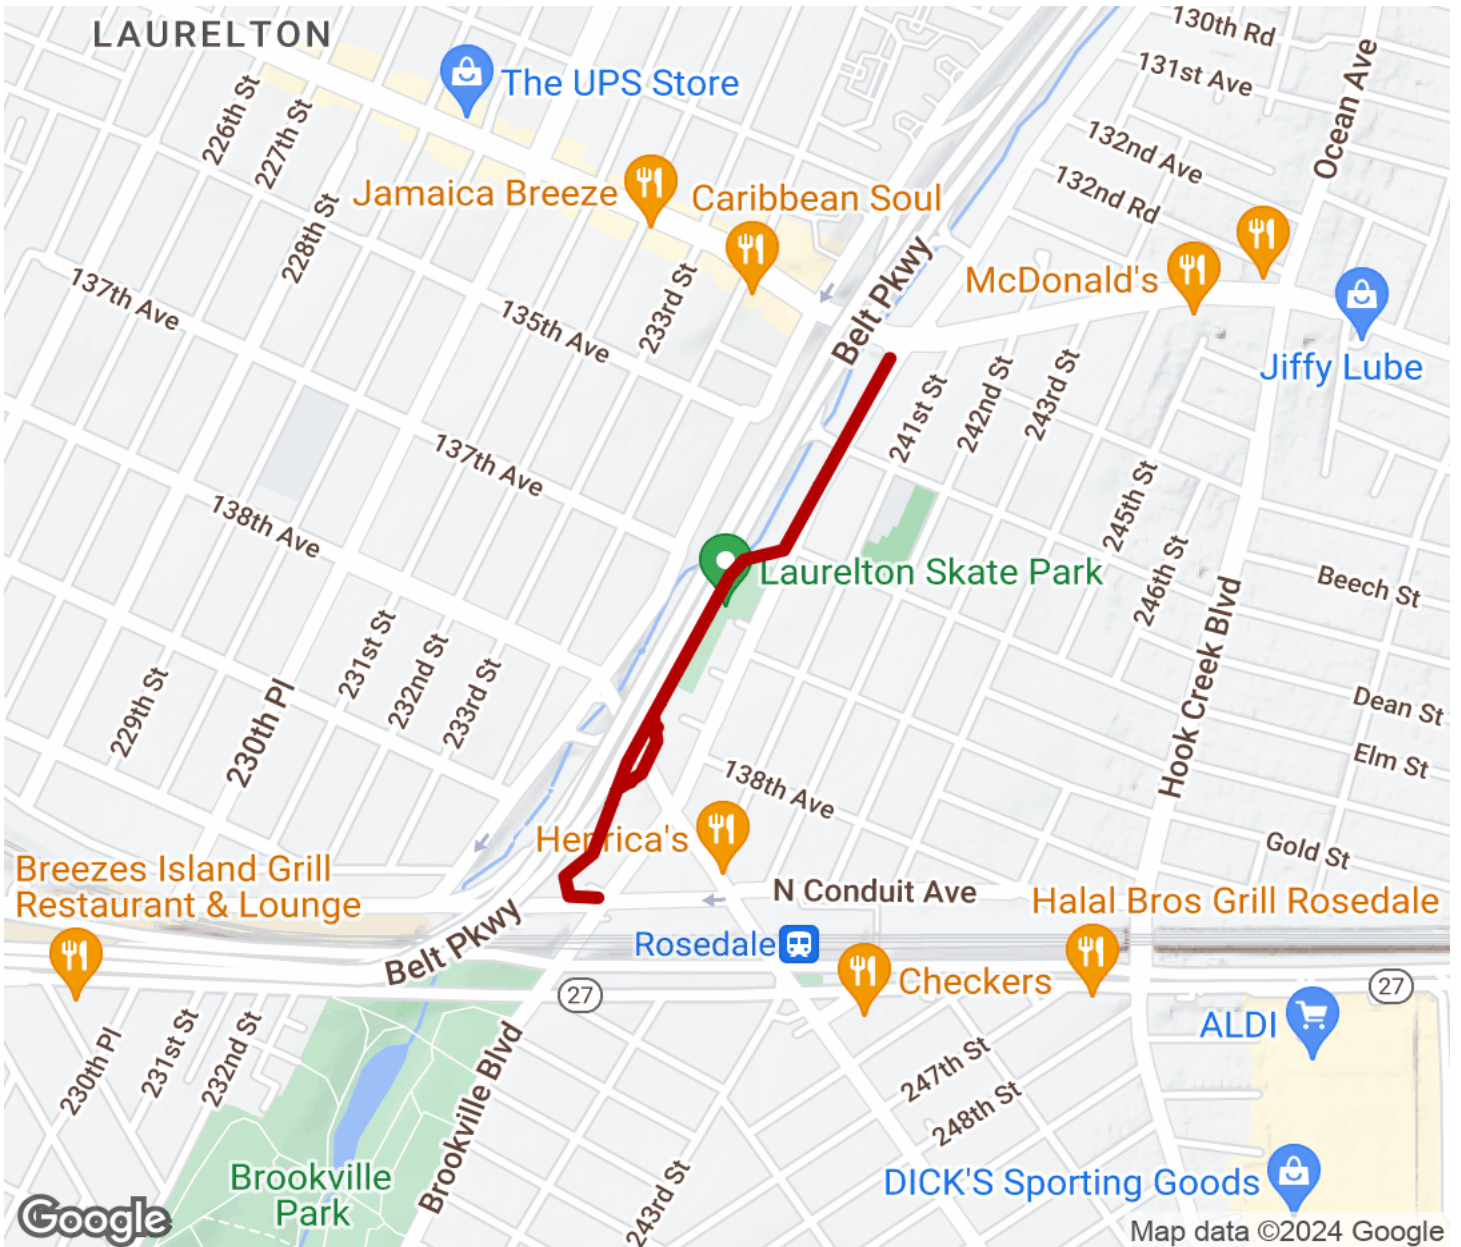 LAURELTON
130th Rd
131st Ave
Ocean Ave
The UPS Store
226th St
227th St
132nd Ave
132nd Rd
Jamaica Breeze
Caribbean Soul
228th St
Belt Pkwy
McDonald's
137th Ave
135th Ave
233rd St
Jiffy Lube
241st St
242nd St
243rd St
137th Ave
138th Ave
245th St
246th St
Laurelton Skate Park
Beech St
Hook Creek Blvd
229th St
230th Pl
231st St
232nd St
233rd St
Dean St
Elm St
138th Ave
Henrica's
Gold St
Breezes Island Grill
Restaurant & Lounge
N Conduit Ave
Halal Bros Grill Rosedale
Belt Pkwy
Rosedale
Checkers
27
27
ALDI
230th Pl
231st St
232nd St
Brookville Blvd
247th St
248th St
Brookville
Park
243rd St
DICK'S Sporting Goods
Google
Map data ©2024 Google